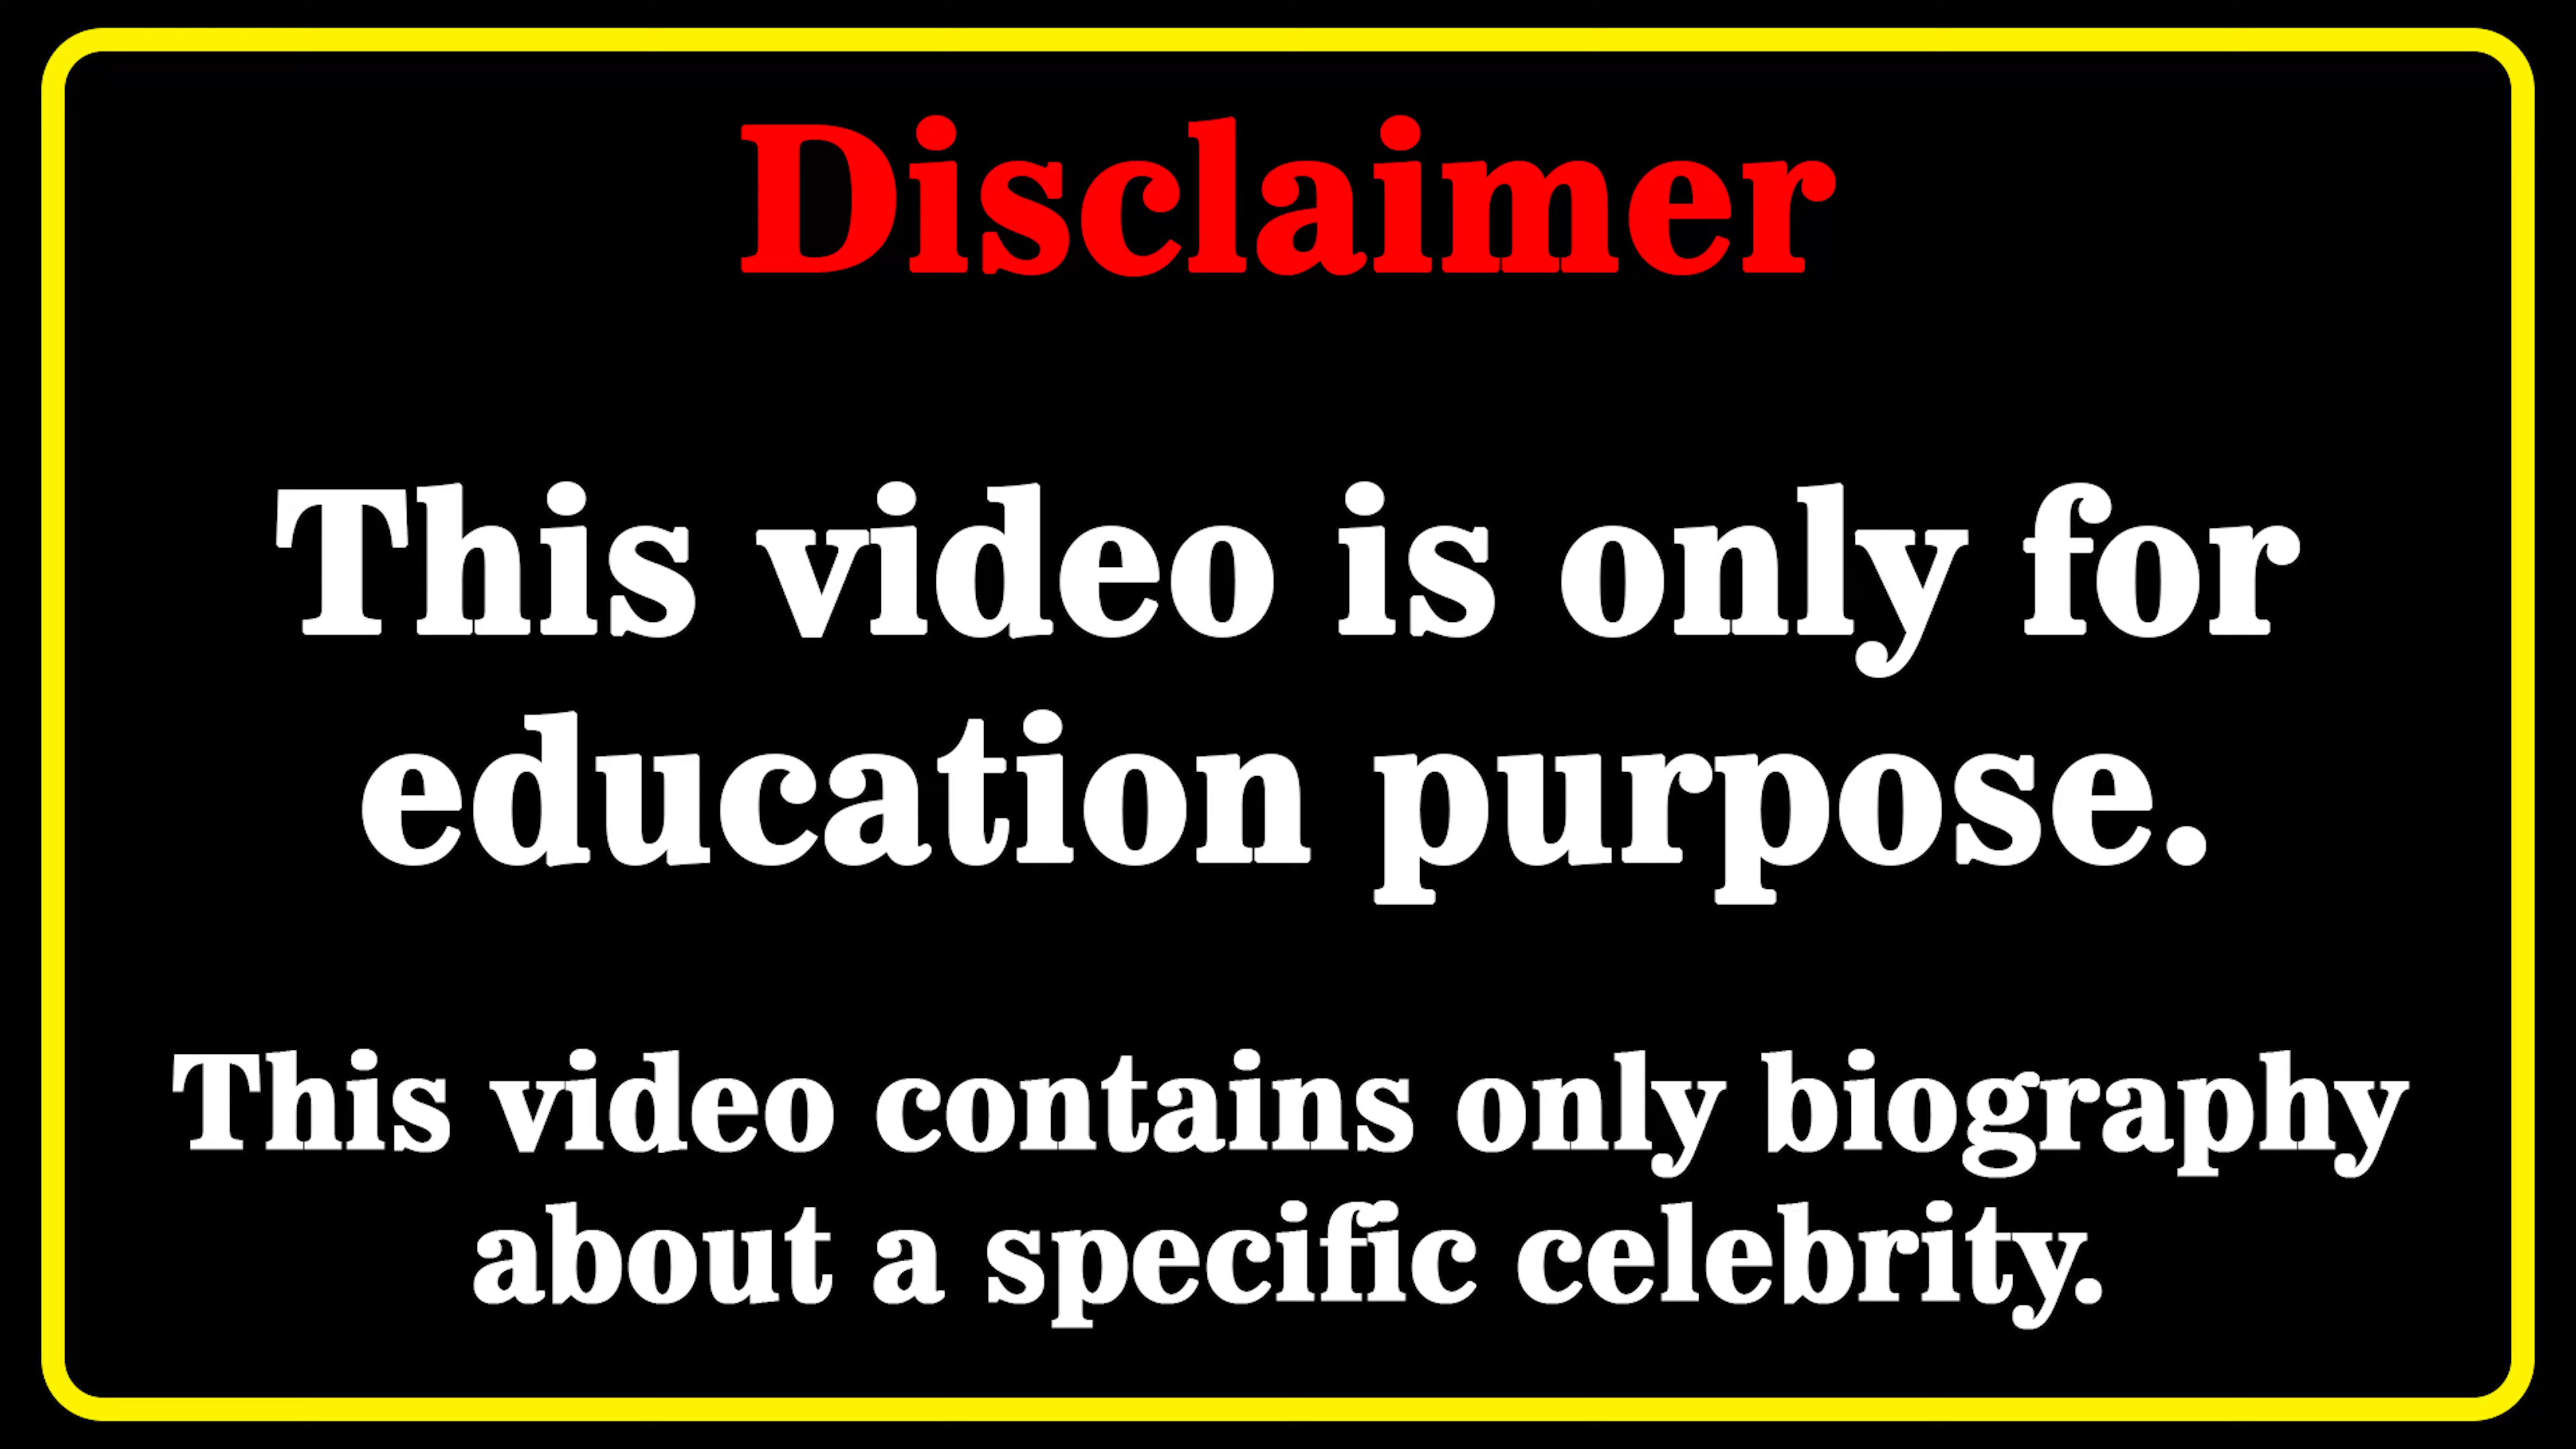 Disclaimer
This video is only for
education purpose.
This video contains only biography
about a specific celebrity.